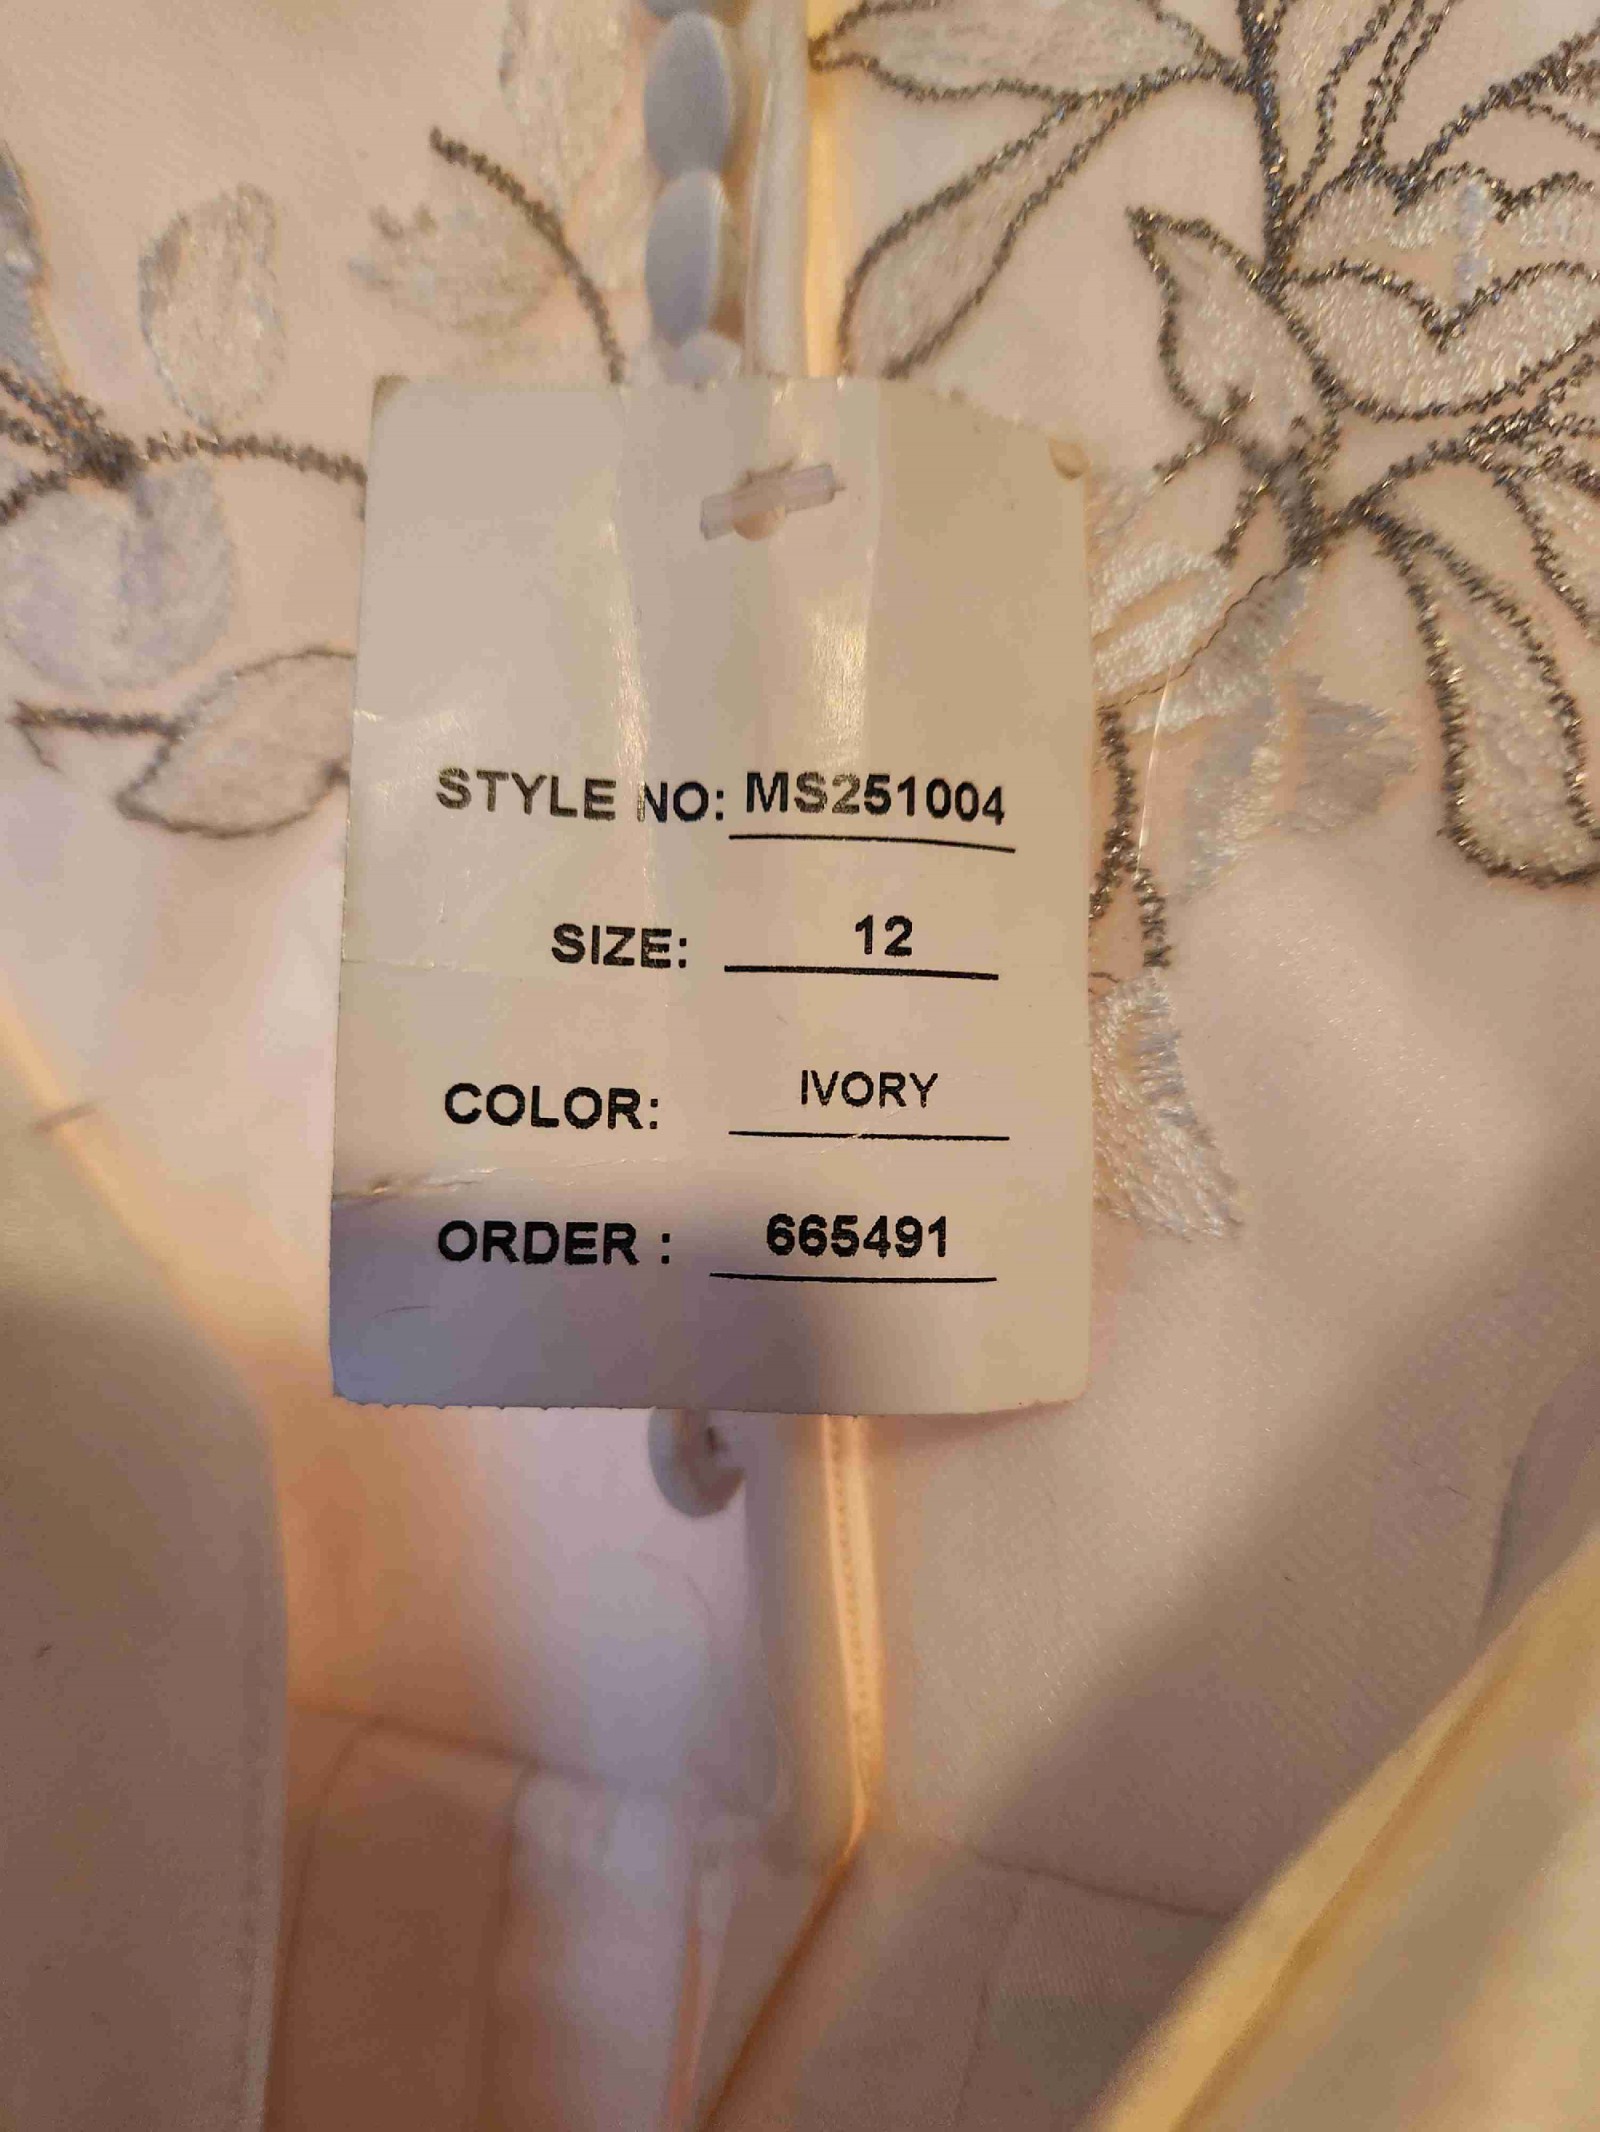 STYLE NO: MS251004
SIZE: 12
COLOR: IVORY
ORDER : 665491